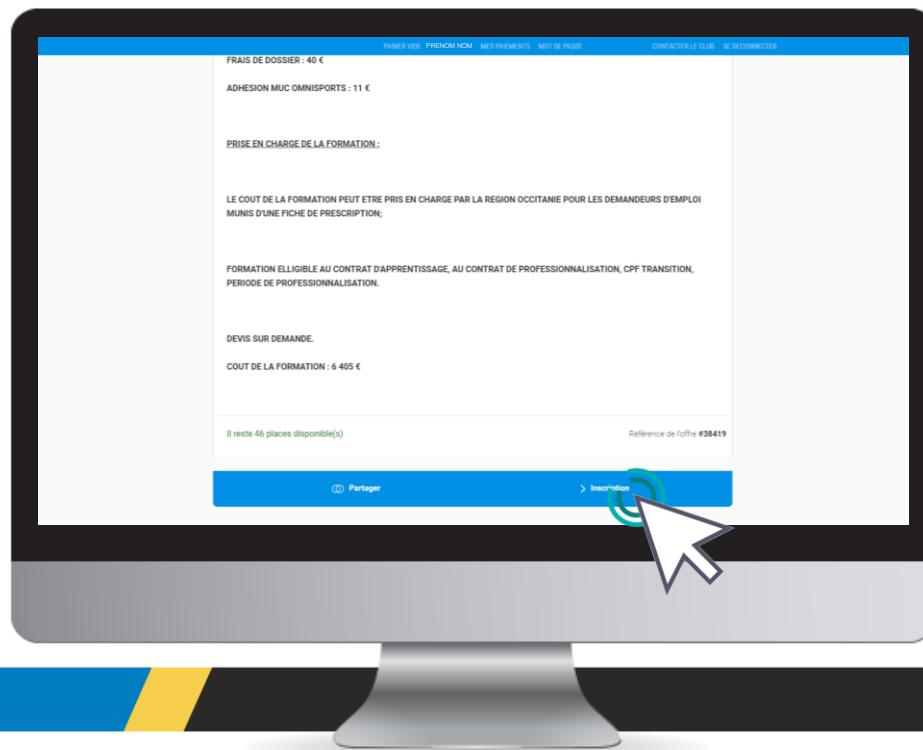 PANIER VIDE PRENOM NOM MES PAIEMENTS MOT DE PASSE CONTACTER LE CLUB SE DECONNECTER
FRAIS DE DOSSIER : 40 €
ADHESION MUC OMNISPORTS : 11 €
PRISE EN CHARGE DE LA FORMATION :
LE COUT DE LA FORMATION PEUT ETRE PRIS EN CHARGE PAR LA REGION OCCITANIE POUR LES DEMANDEURS D'EMPLOI
MUNIS D'UNE FICHE DE PRESCRIPTION;
FORMATION ELLIGIBLE AU CONTRAT D'APPRENTISSAGE, AU CONTRAT DE PROFESSIONNALISATION, CPF TRANSITION,
PERIODE DE PROFESSIONNALISATION.
DEVIS SUR DEMANDE.
COUT DE LA FORMATION : 6 405 €
Il reste 46 places disponible(s) Référence de l'offre #38419
Partager > Inscription